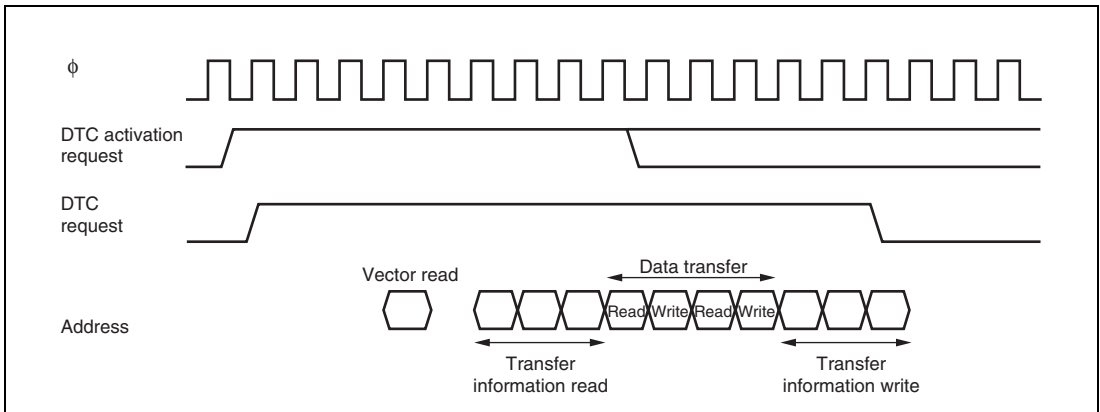 ϕ
DTC activation
request
DTC
request
Vector read
Data transfer
Address
Read Write Read Write
Transfer
information read
Transfer
information write